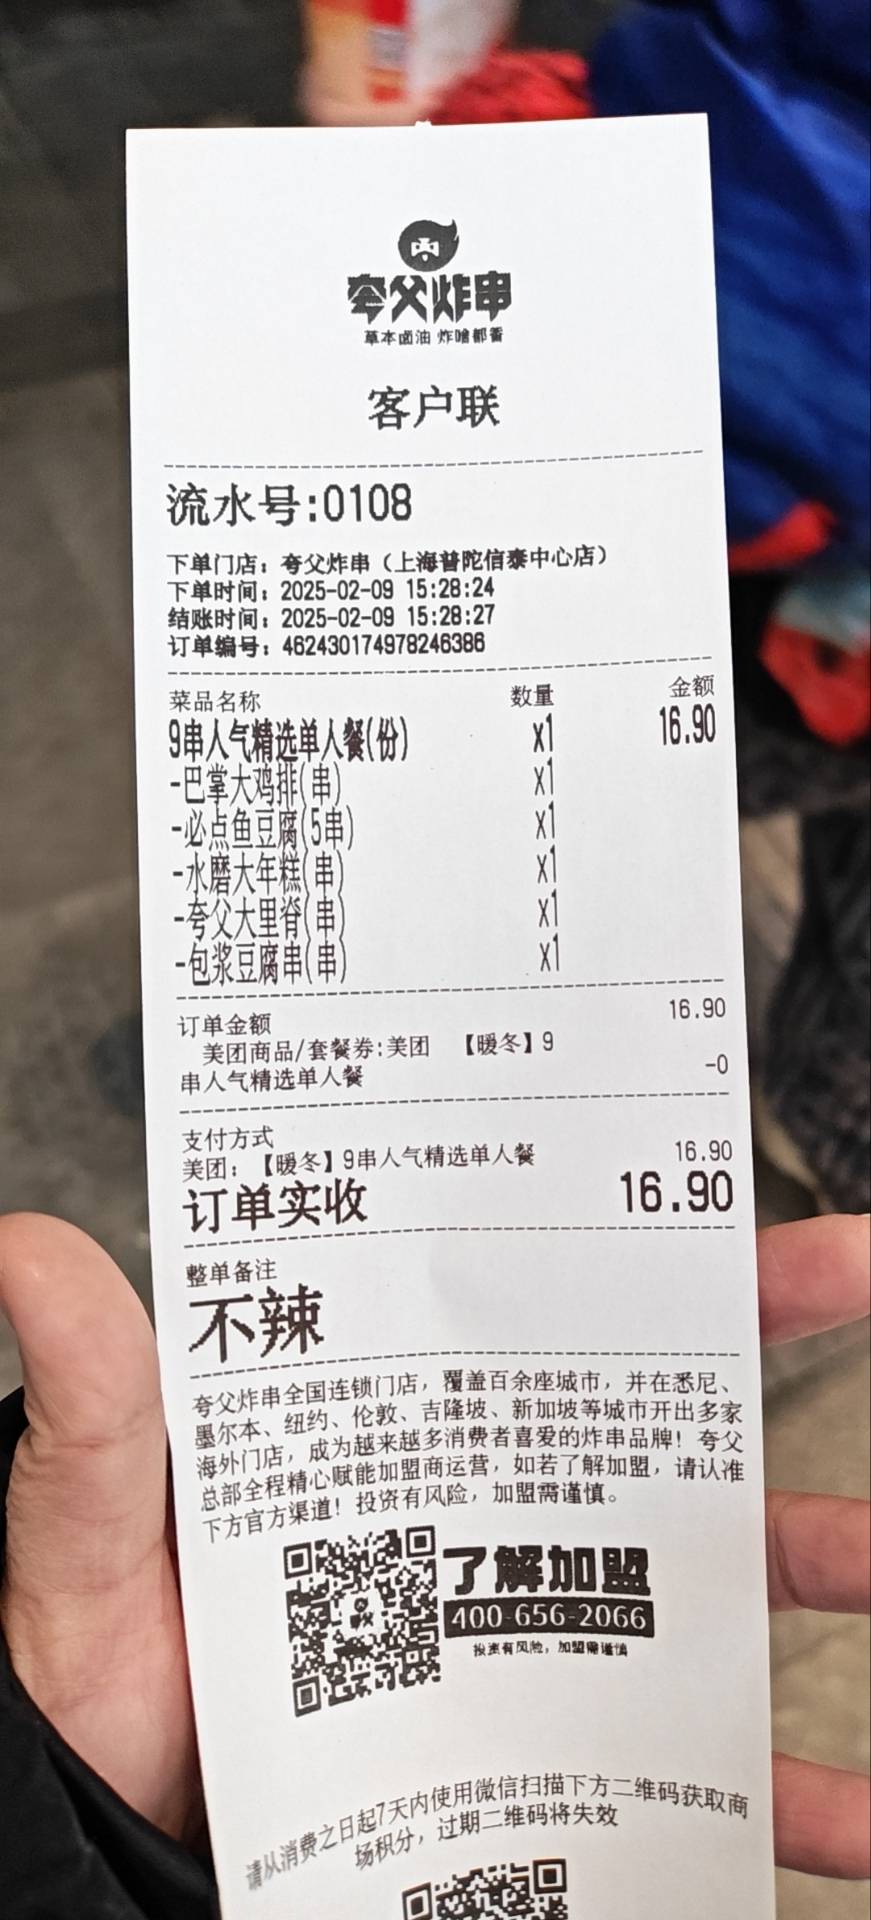 夸父炸串
草本卤油 炸啥都香
客户联
流水号:0108
下单门店：夸父炸串（上海普陀信泰中心店）
下单时间：2025-02-09 15:28:24
结账时间：2025-02-09 15:28:27
订单编号：462430174978246386
菜品名称 数量 金额
9串人气精选单人餐(份) x1 16.90
-巴掌大鸡排(串) x1
-必点鱼豆腐(5串) x1
-水磨大年糕(串) x1
-夸父大里脊(串) x1
-包浆豆腐串(串) x1
订单金额 16.90
美团商品/套餐券:美团 【暖冬】9
串人气精选单人餐 -0
支付方式
美团：【暖冬】9串人气精选单人餐 16.90
订单实收 16.90
整单备注
不辣
夸父炸串全国连锁门店，覆盖百余座城市，并在悉尼、
墨尔本、纽约、伦敦、吉隆坡、新加坡等城市开出多家
海外门店，成为越来越多消费者喜爱的炸串品牌！夸父
总部全程精心赋能加盟商运营，如若了解加盟，请认准
下方官方渠道！投资有风险，加盟需谨慎。
了解加盟
400-656-2066
投资有风险，加盟需谨慎
请从消费之日起7天内使用微信扫描下方二维码获取商
场积分，过期二维码将失效